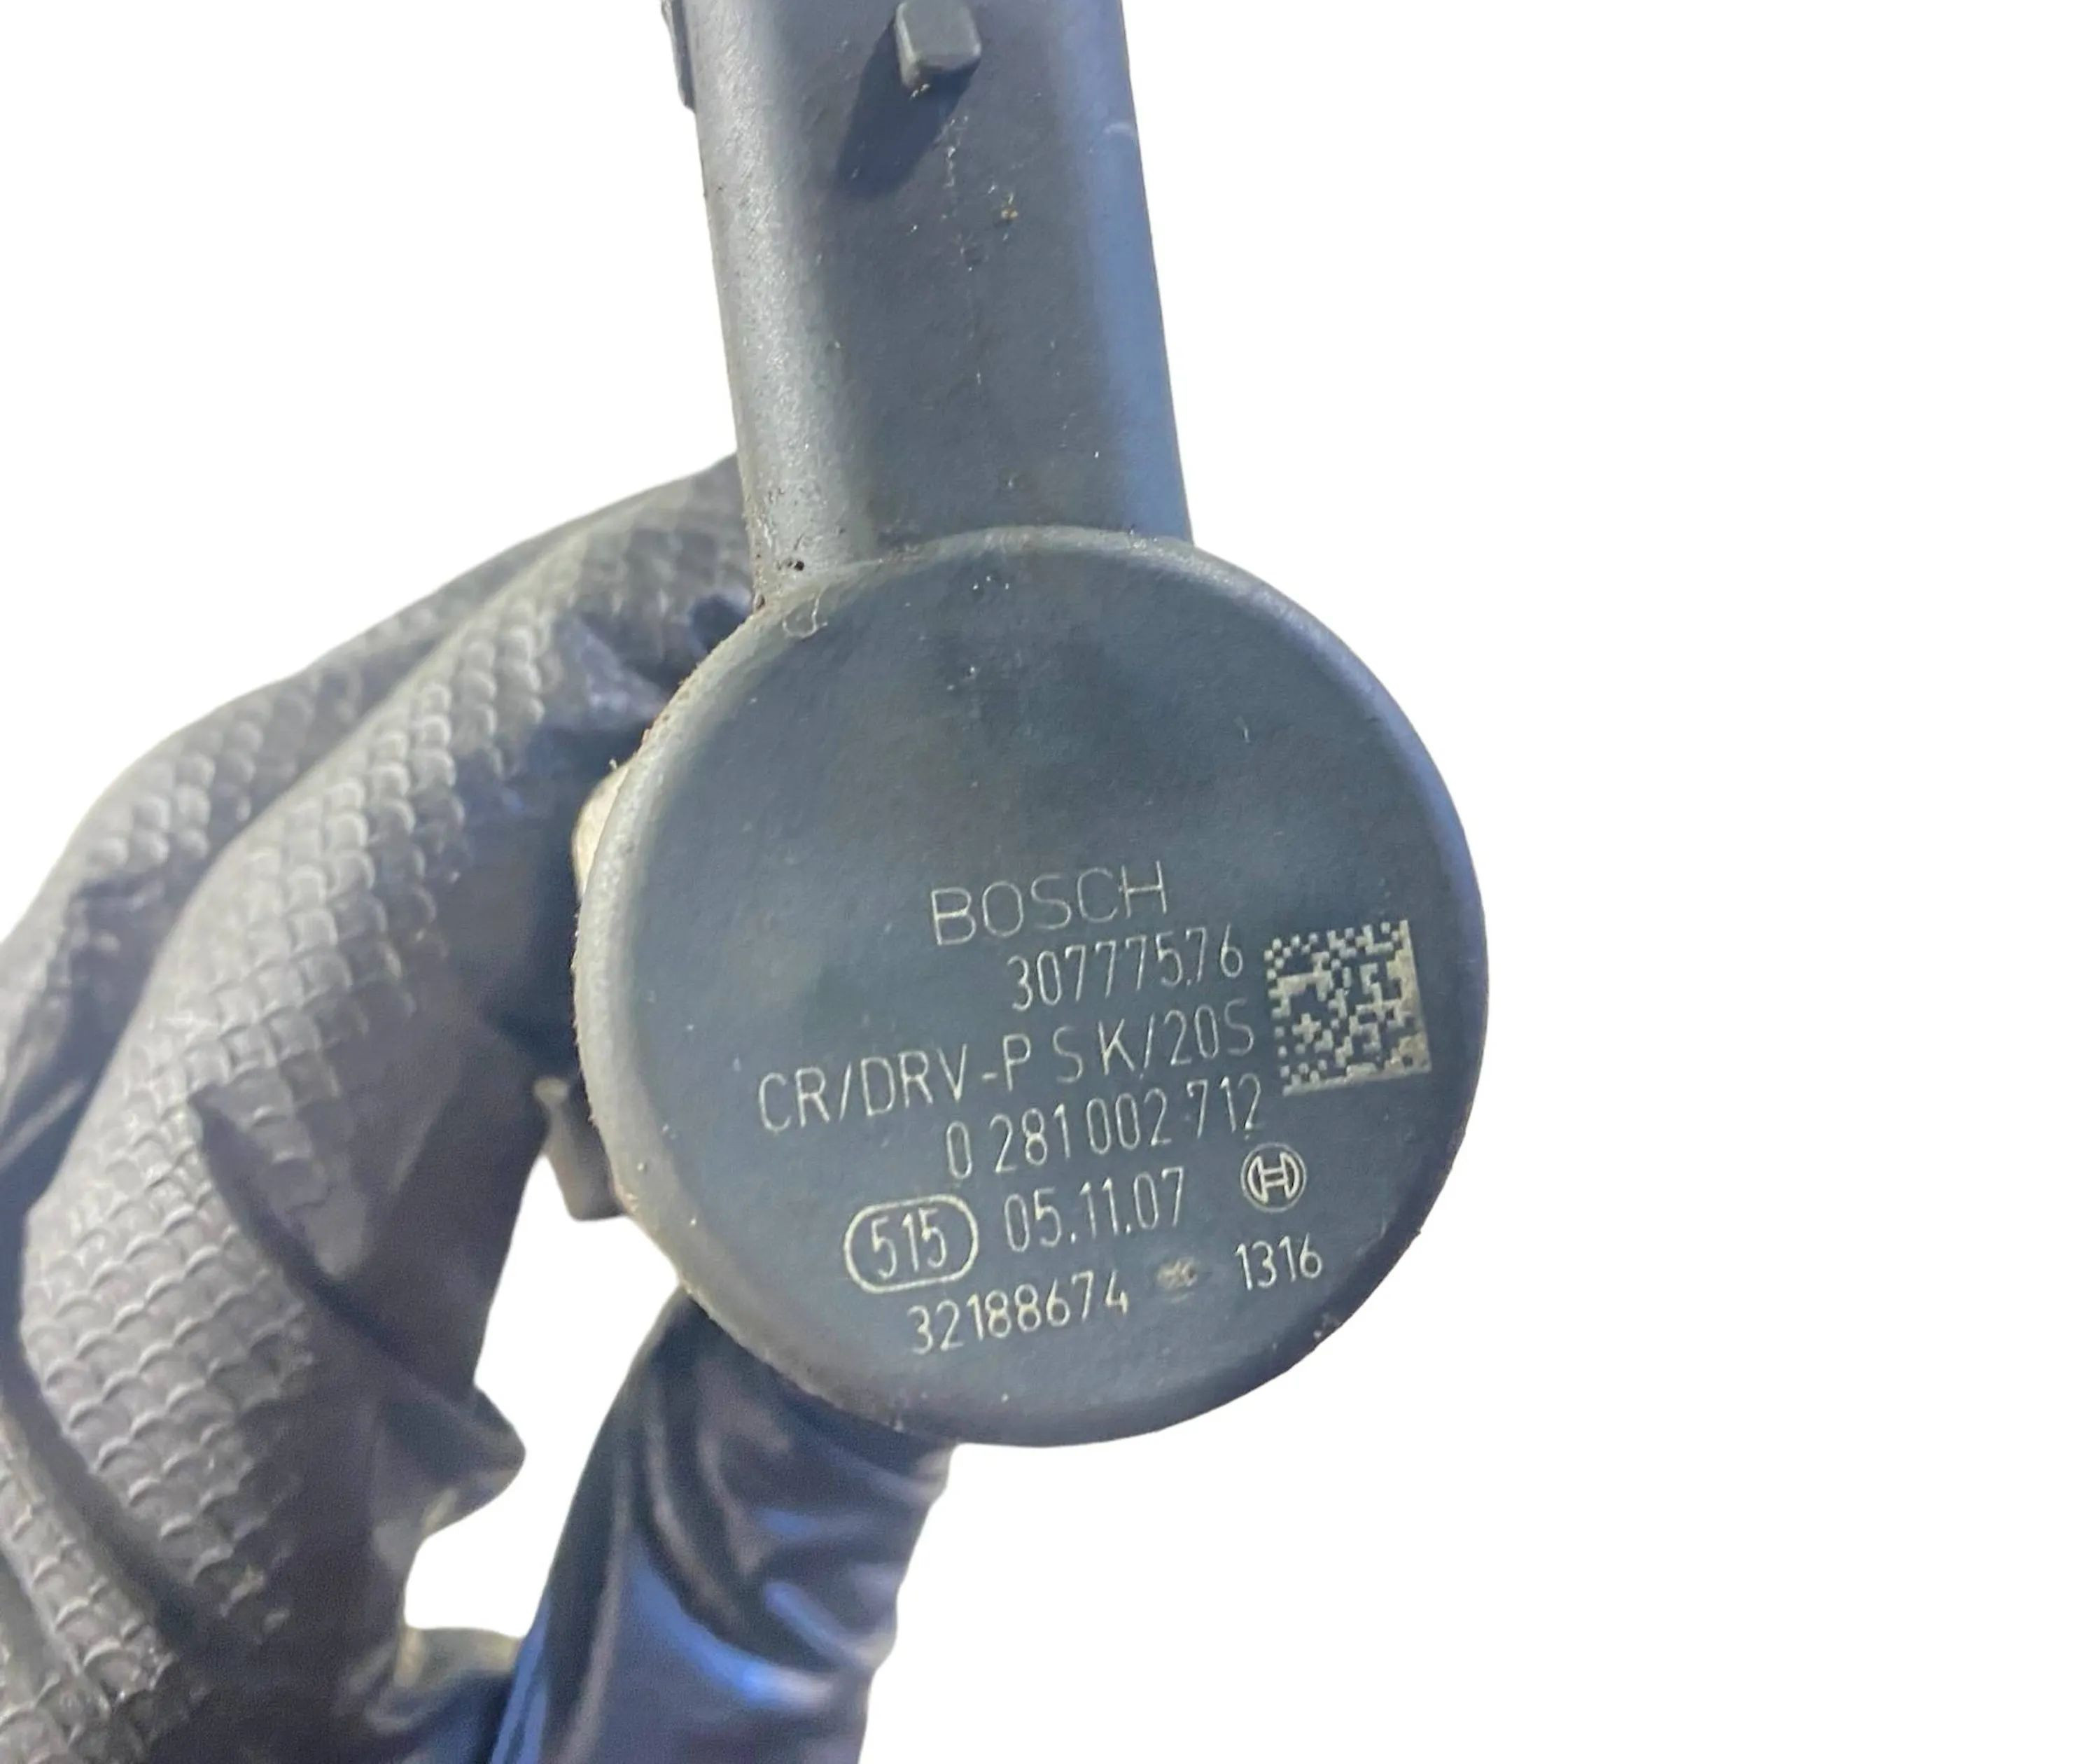 BOSCH
30777576
CR/DRV-P S K/20S
0 281 002 712
515 05.11.07
32188674 1316